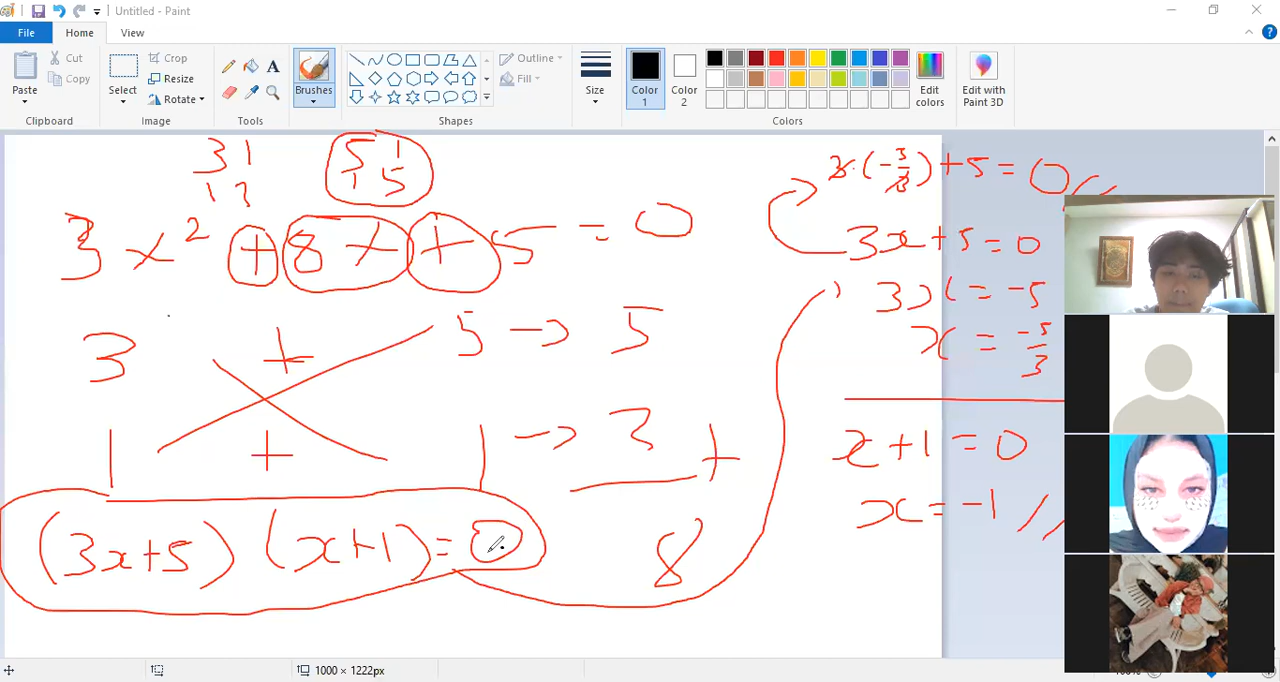 Untitled - Paint
File Home View
Paste
Cut
Copy
Clipboard
Select
Crop
Resize
Rotate
Image
A
Tools
Brushes
Outline
Fill
Shapes
Size
Color 1
Color 2
Edit colors
Edit with Paint 3D
Colors
3 1 5 1
1 3 1 5
3x² + 8x + 5 = 0
3 + 5 -> 5
1 + 1 -> 3 +
8
(3x+5) (x+1) = 0
3·(-5/3) + 5 = 0
3x+5=0
3x = -5
x = -5/3
x+1=0
x = -1 //
1000 × 1222px
100%